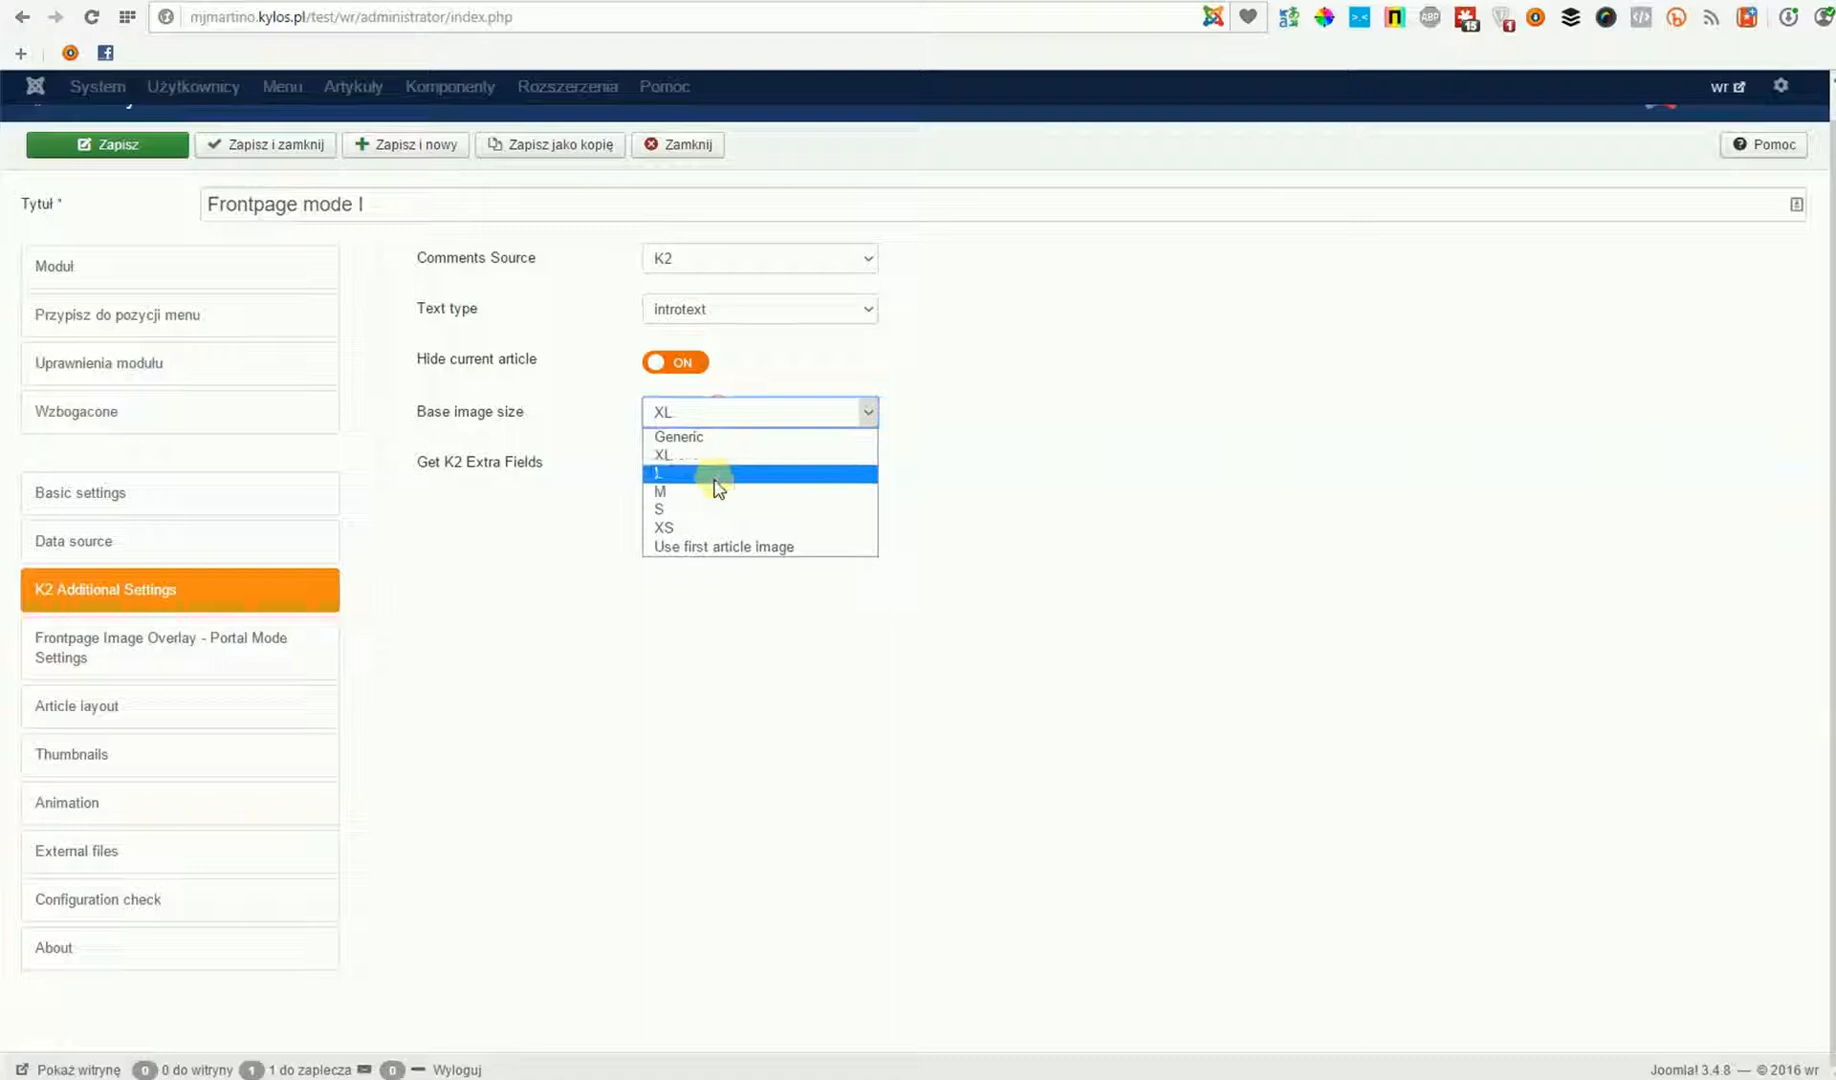 mjmartino.kylos.pl/test/wr/administrator/index.php
ABP
15
1
System Użytkownicy Menu Artykuły Komponenty Rozszerzenia Pomoc
wr
Zapisz
Zapisz i zamknij
Zapisz i nowy
Zapisz jako kopię
Zamknij
Pomoc
Tytuł *
Frontpage mode I
Moduł
Przypisz do pozycji menu
Uprawnienia modułu
Wzbogacone
Basic settings
Data source
K2 Additional Settings
Frontpage Image Overlay - Portal Mode
Settings
Article layout
Thumbnails
Animation
External files
Configuration check
About
Comments Source
K2
Text type
introtext
Hide current article
ON
Base image size
XL
Generic
XL
L
M
S
XS
Use first article image
Get K2 Extra Fields
Pokaż witrynę 0 0 do witryny 1 1 do zaplecza 0 Wyloguj
Joomla! 3.4.8 — © 2016 wr